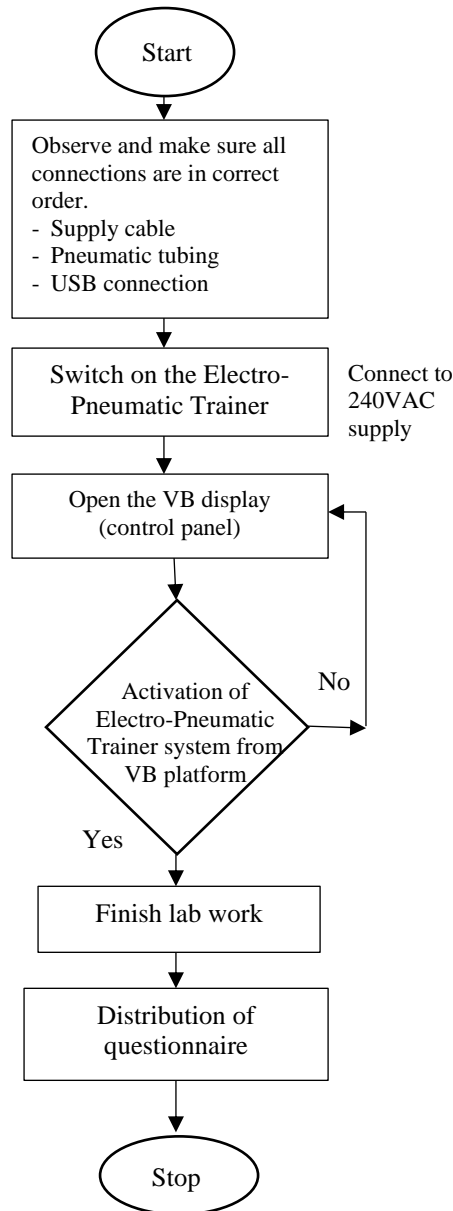 Start
Observe and make sure all
connections are in correct
order.
- Supply cable
- Pneumatic tubing
- USB connection
Switch on the Electro-
Pneumatic Trainer
Connect to
240VAC
supply
Open the VB display
(control panel)
Activation of
Electro-Pneumatic
Trainer system from
VB platform
No
Yes
Finish lab work
Distribution of
questionnaire
Stop